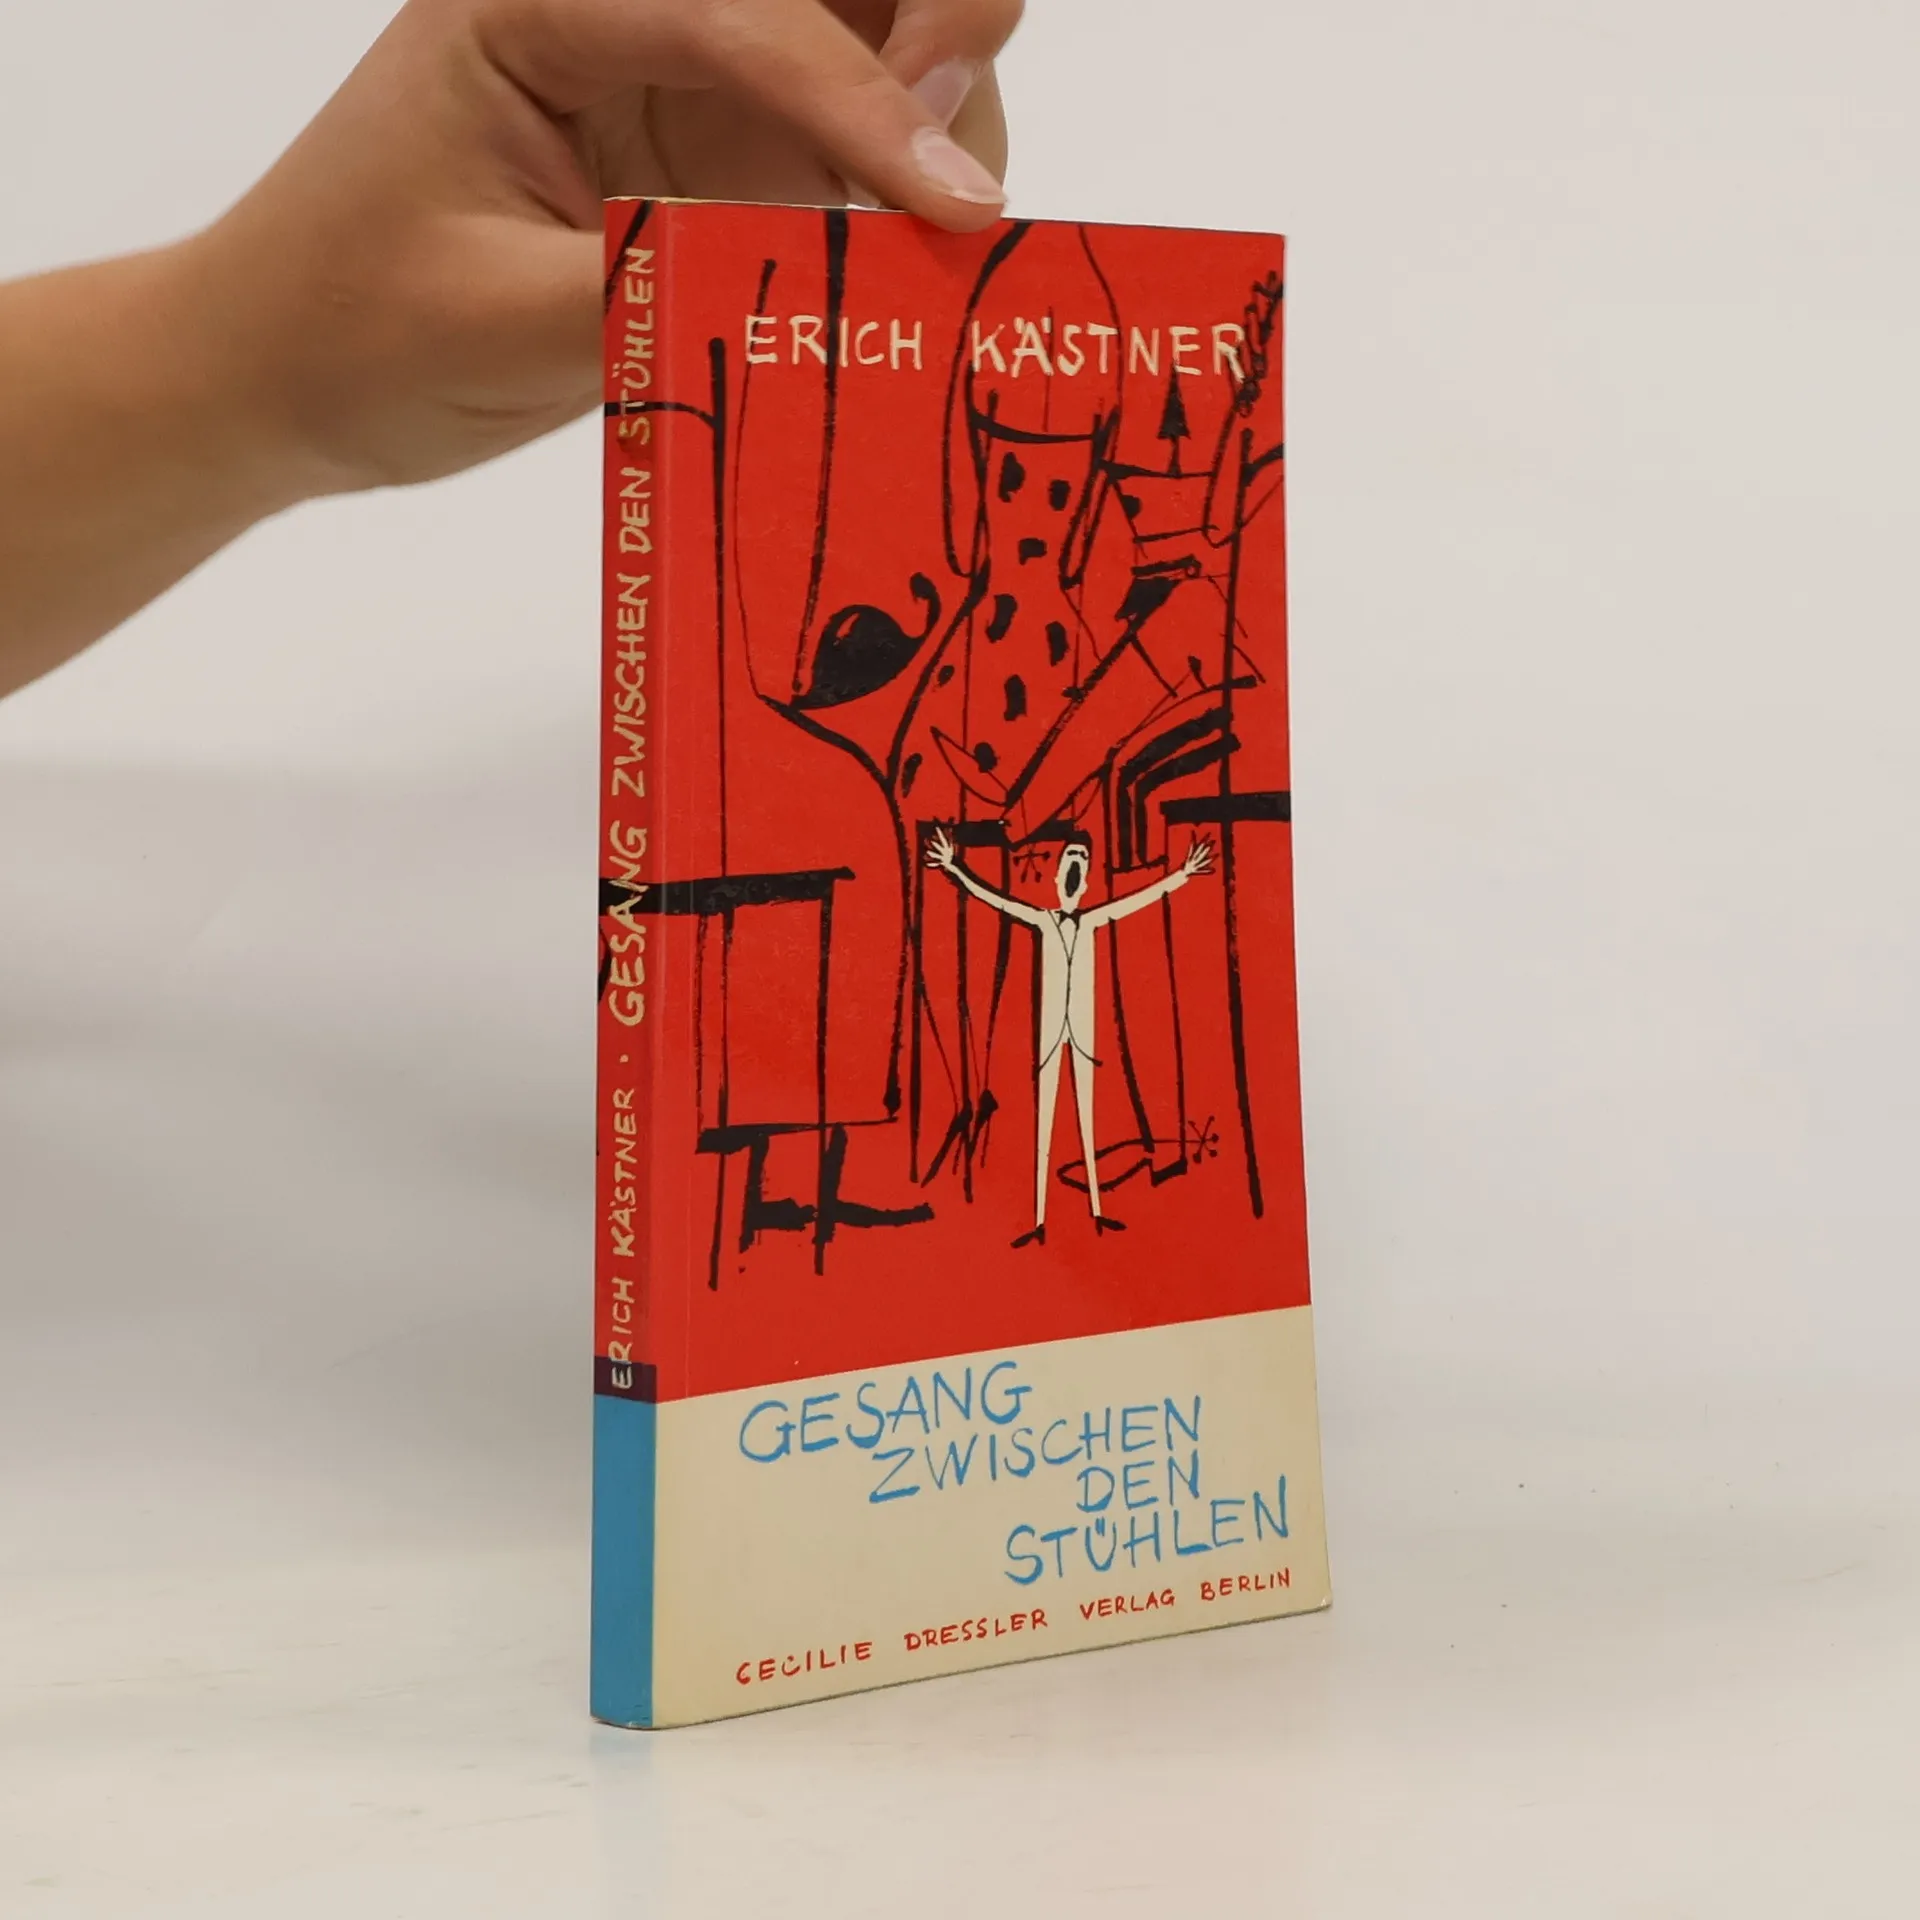 ERICH KÄSTNER · GESANG ZWISCHEN DEN STÜHLEN
ERICH KÄSTNER
GESANG
ZWISCHEN
DEN
STÜHLEN
CECILIE DRESSLER VERLAG BERLIN